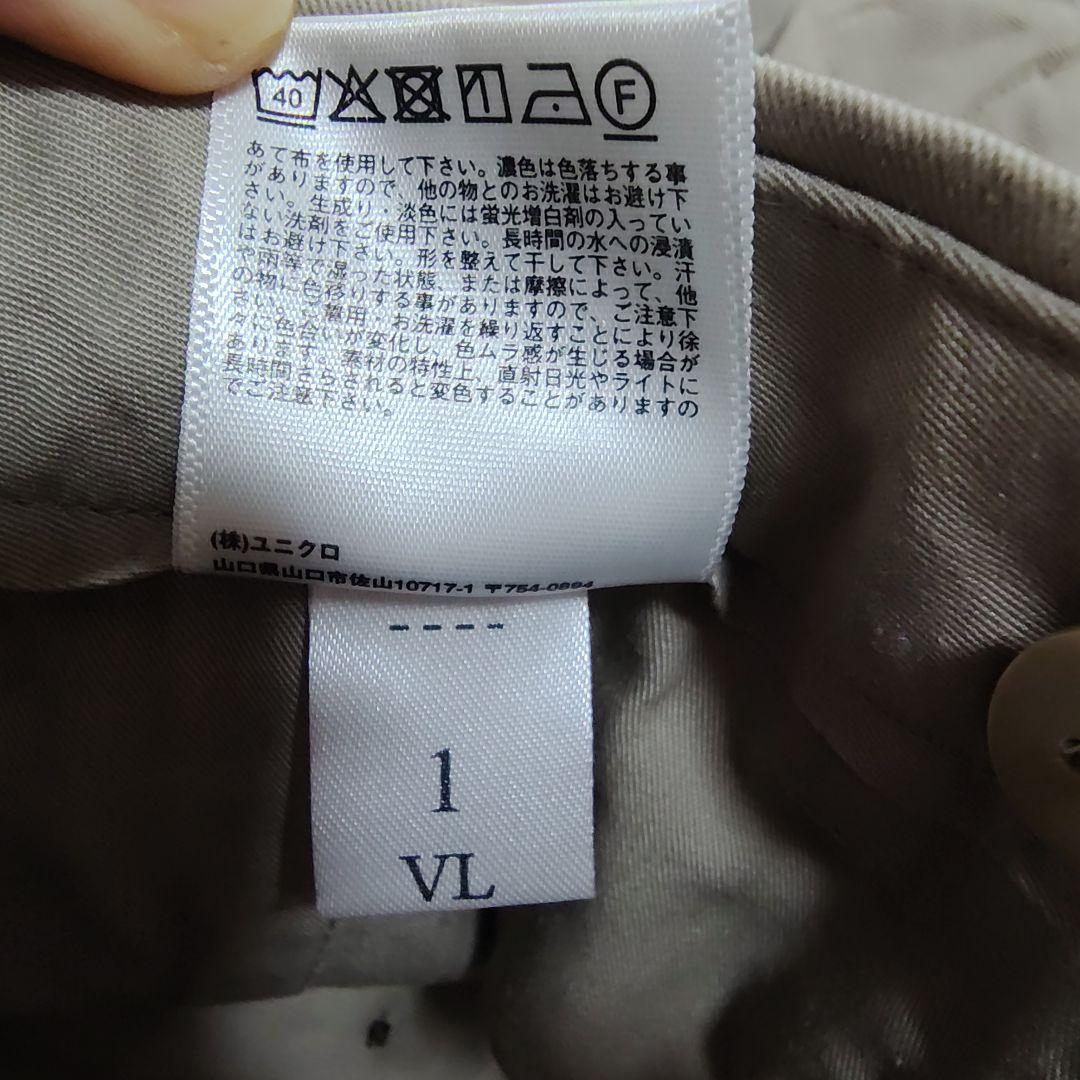 40 F
あて布を使用して下さい。濃色は色落ちする事
がありますので、他の物とのお洗濯はお避け下
さい。生成り・淡色には蛍光増白剤の入ってい
ない洗剤をご使用下さい。長時間の水への浸漬
はお避け下さい。形を整えて干して下さい。汗
や雨等で湿った状態、または摩擦によって、他
の物に色移りする事がありますので、ご注意下
さい。ご着用・お洗濯を繰り返すことにより徐
々に色合いが変化し、色ムラ感が生じる場合が
あります。素材の特性上、直射日光やライトに
長時間さらされると変色することがありますの
でご注意下さい。
(株)ユニクロ
山口県山口市佐山10717-1 〒754-0894
----
1
VL